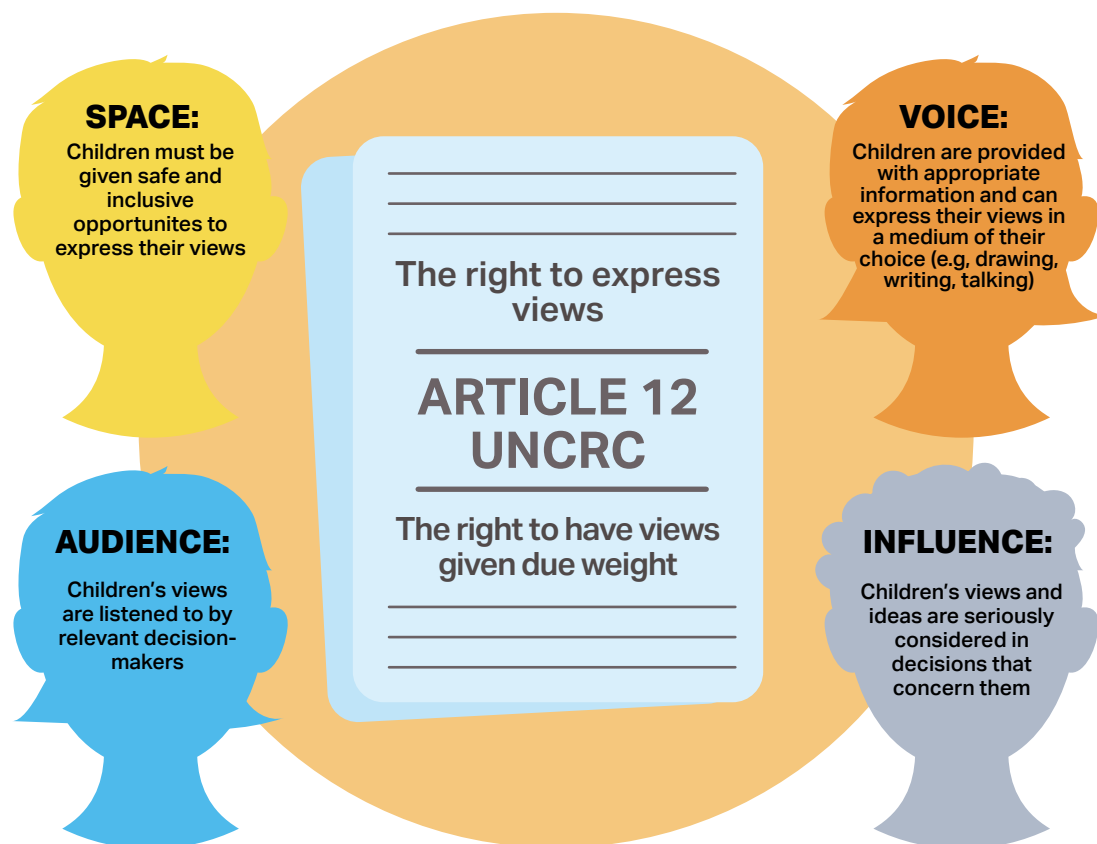 SPACE:
Children must be
given safe and
inclusive
opportunites to
express their views
VOICE:
Children are provided
with appropriate
information and can
express their views in
a medium of their
choice (e.g, drawing,
writing, talking)
The right to express
views
ARTICLE 12
UNCRC
The right to have views
given due weight
AUDIENCE:
Children’s views
are listened to by
relevant decision-
makers
INFLUENCE:
Children’s views and
ideas are seriously
considered in
decisions that
concern them